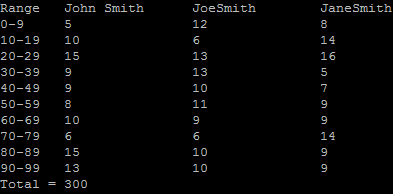 Range John Smith JoeSmith JaneSmith
0-9 5 12 8
10-19 10 6 14
20-29 15 13 16
30-39 9 13 5
40-49 9 10 7
50-59 8 11 9
60-69 10 9 9
70-79 6 6 14
80-89 15 10 9
90-99 13 10 9
Total = 300